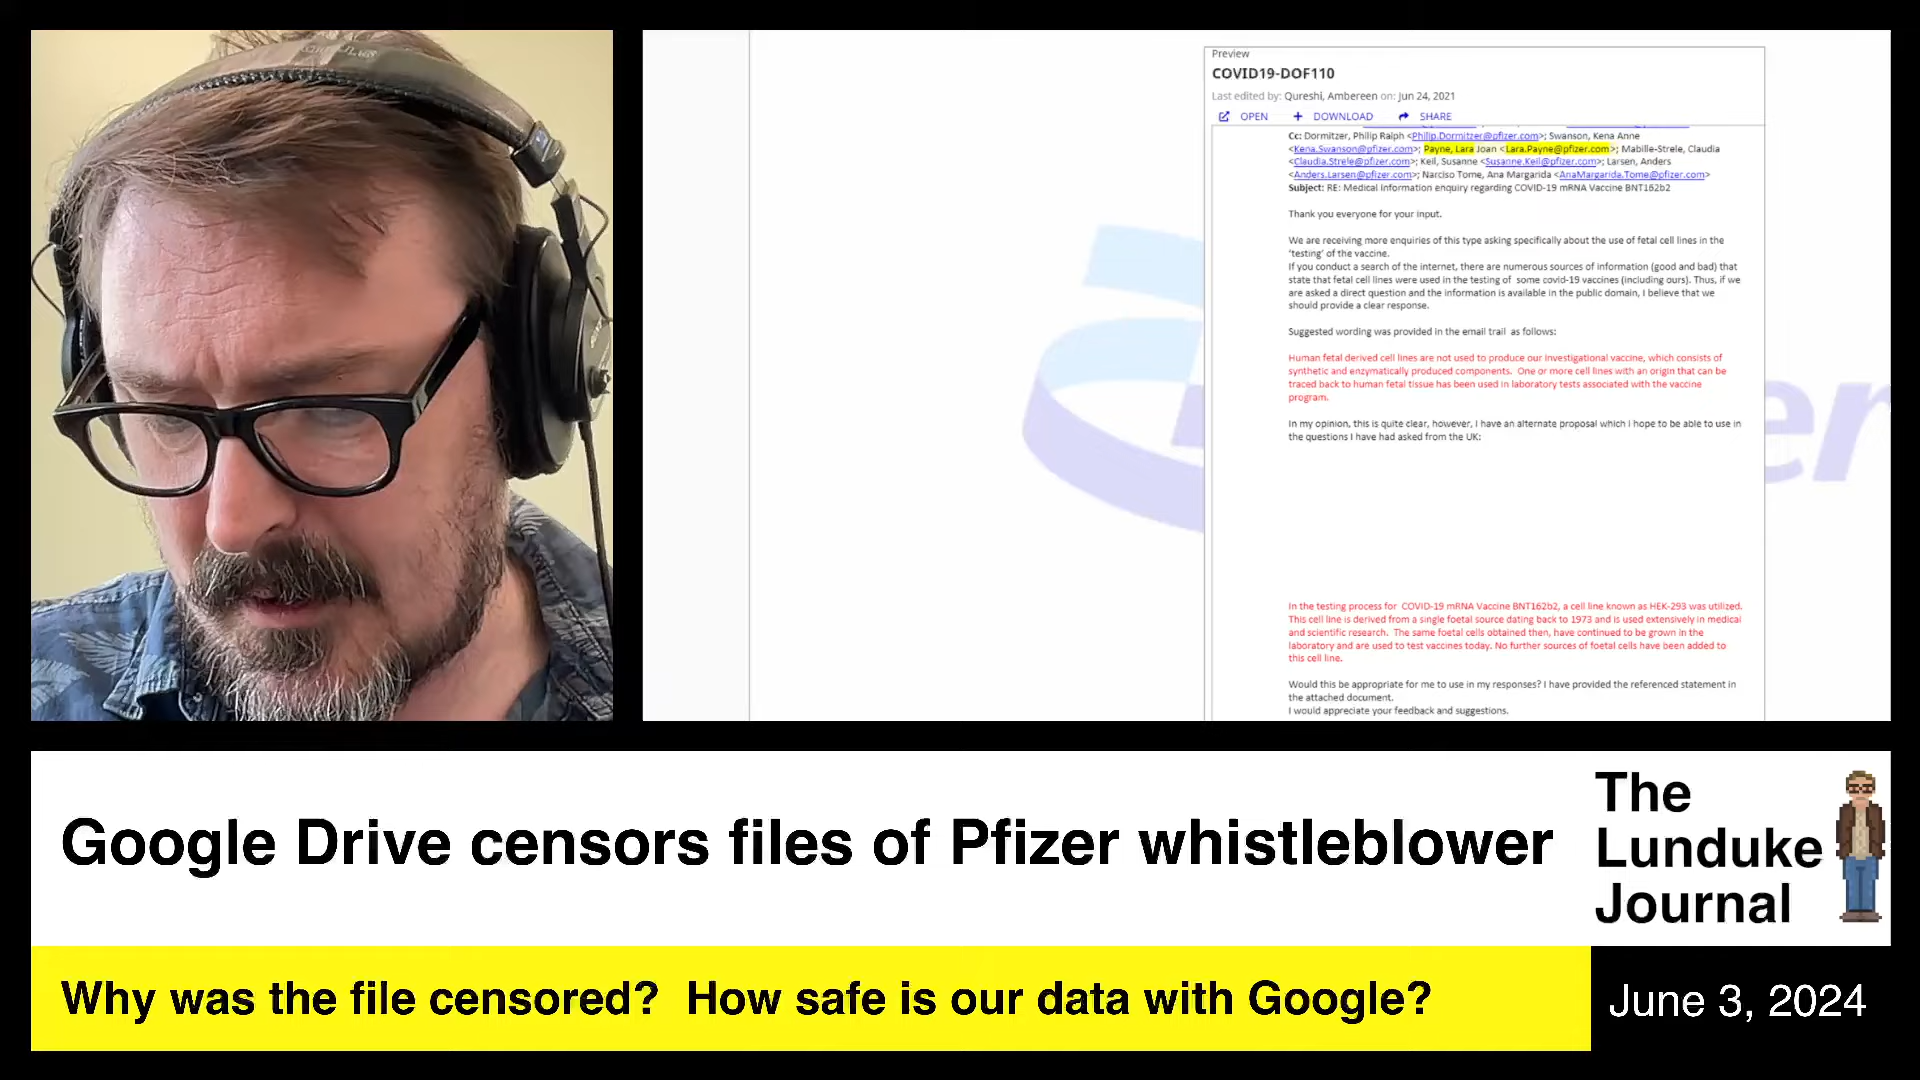 Preview
COVID19-DOF110
Last edited by: Qureshi, Ambereen on: Jun 24, 2021
OPEN + DOWNLOAD SHARE
Cc: Dormitzer, Philip Ralph <Philip.Dormitzer@pfizer.com>; Swanson, Kena Anne
<Kena.Swanson@pfizer.com>; Payne, Lara Joan <Lara.Payne@pfizer.com>; Mabille-Strele, Claudia
<Claudia.Strele@pfizer.com>; Keil, Susanne <Susanne.Keil@pfizer.com>; Larsen, Anders
<Anders.Larsen@pfizer.com>; Narciso Tome, Ana Margarida <AnaMargarida.Tome@pfizer.com>
Subject: RE: Medical information enquiry regarding COVID-19 mRNA Vaccine BNT162b2
Thank you everyone for your input.
We are receiving more enquiries of this type asking specifically about the use of fetal cell lines in the
'testing' of the vaccine.
If you conduct a search of the internet, there are numerous sources of information (good and bad) that
state that fetal cell lines were used in the testing of some covid-19 vaccines (including ours). Thus, if we
are asked a direct question and the information is available in the public domain, I believe that we
should provide a clear response.
Suggested wording was provided in the email trail as follows:
Human fetal derived cell lines are not used to produce our investigational vaccine, which consists of
synthetic and enzymatically produced components. One or more cell lines with an origin that can be
traced back to human fetal tissue has been used in laboratory tests associated with the vaccine
program.
In my opinion, this is quite clear, however, I have an alternate proposal which I hope to be able to use in
the questions I have had asked from the UK:
In the testing process for COVID-19 mRNA Vaccine BNT162b2, a cell line known as HEK-293 was utilized.
This cell line is derived from a single foetal source dating back to 1973 and is used extensively in medical
and scientific research. The same foetal cells obtained then, have continued to be grown in the
laboratory and are used to test vaccines today. No further sources of foetal cells have been added to
this cell line.
Would this be appropriate for me to use in my responses? I have provided the referenced statement in
the attached document.
I would appreciate your feedback and suggestions.
er
Google Drive censors files of Pfizer whistleblower
The
Lunduke
Journal
Why was the file censored? How safe is our data with Google?
June 3, 2024